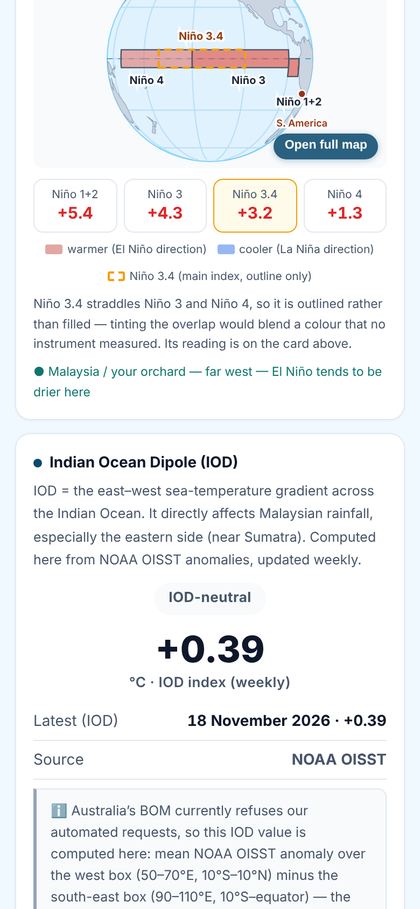 Niño 3.4
Niño 4
Niño 3
Niño 1+2
S. America
Open full map
Niño 1+2
+5.4
Niño 3
+4.3
Niño 3.4
+3.2
Niño 4
+1.3
warmer (El Niño direction)
cooler (La Niña direction)
Niño 3.4 (main index, outline only)
Niño 3.4 straddles Niño 3 and Niño 4, so it is outlined rather
than filled — tinting the overlap would blend a colour that no
instrument measured. Its reading is on the card above.
● Malaysia / your orchard — far west — El Niño tends to be
drier here
Indian Ocean Dipole (IOD)
IOD = the east–west sea-temperature gradient across
the Indian Ocean. It directly affects Malaysian rainfall,
especially the eastern side (near Sumatra). Computed
here from NOAA OISST anomalies, updated weekly.
IOD-neutral
+0.39
°C · IOD index (weekly)
Latest (IOD)
18 November 2026 · +0.39
Source
NOAA OISST
ℹ️ Australia's BOM currently refuses our
automated requests, so this IOD value is
computed here: mean NOAA OISST anomaly over
the west box (50–70°E, 10°S–10°N) minus the
south-east box (90–110°E, 10°S–equator) — the